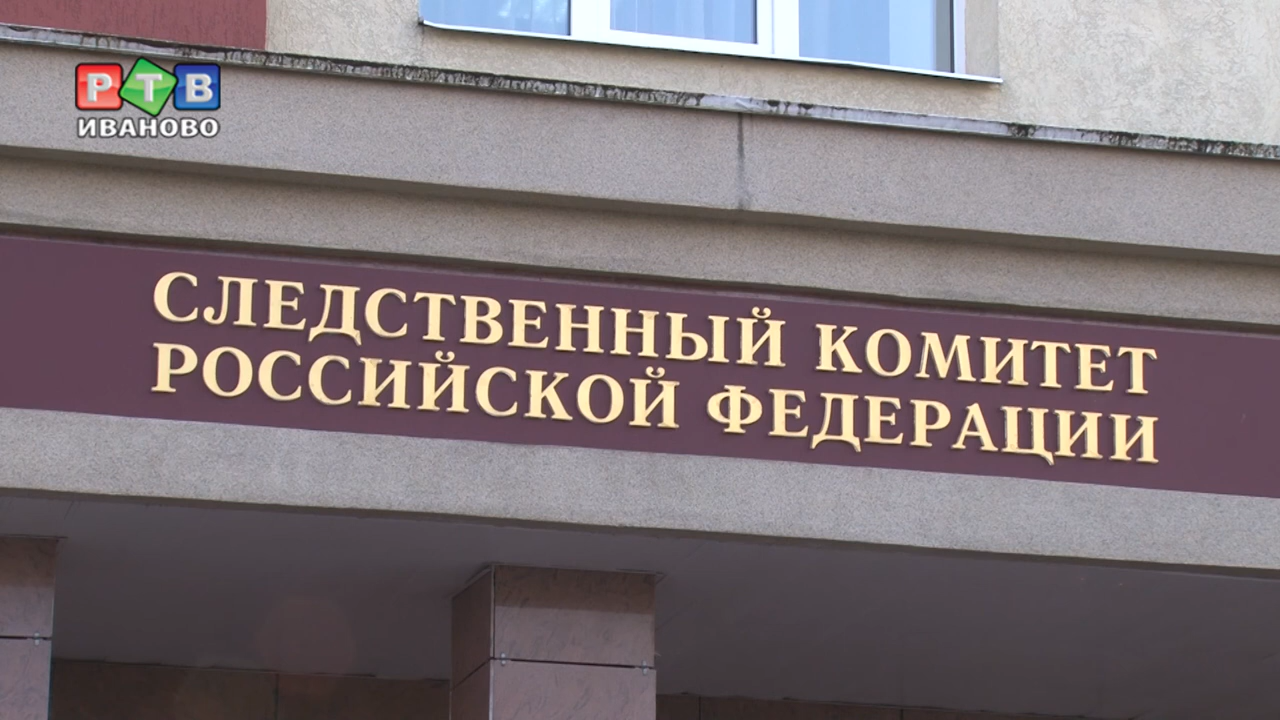 РТВ
ИВАНОВО
СЛЕДСТВЕННЫЙ КОМИТЕТ
РОССИЙСКОЙ ФЕДЕРАЦИИ